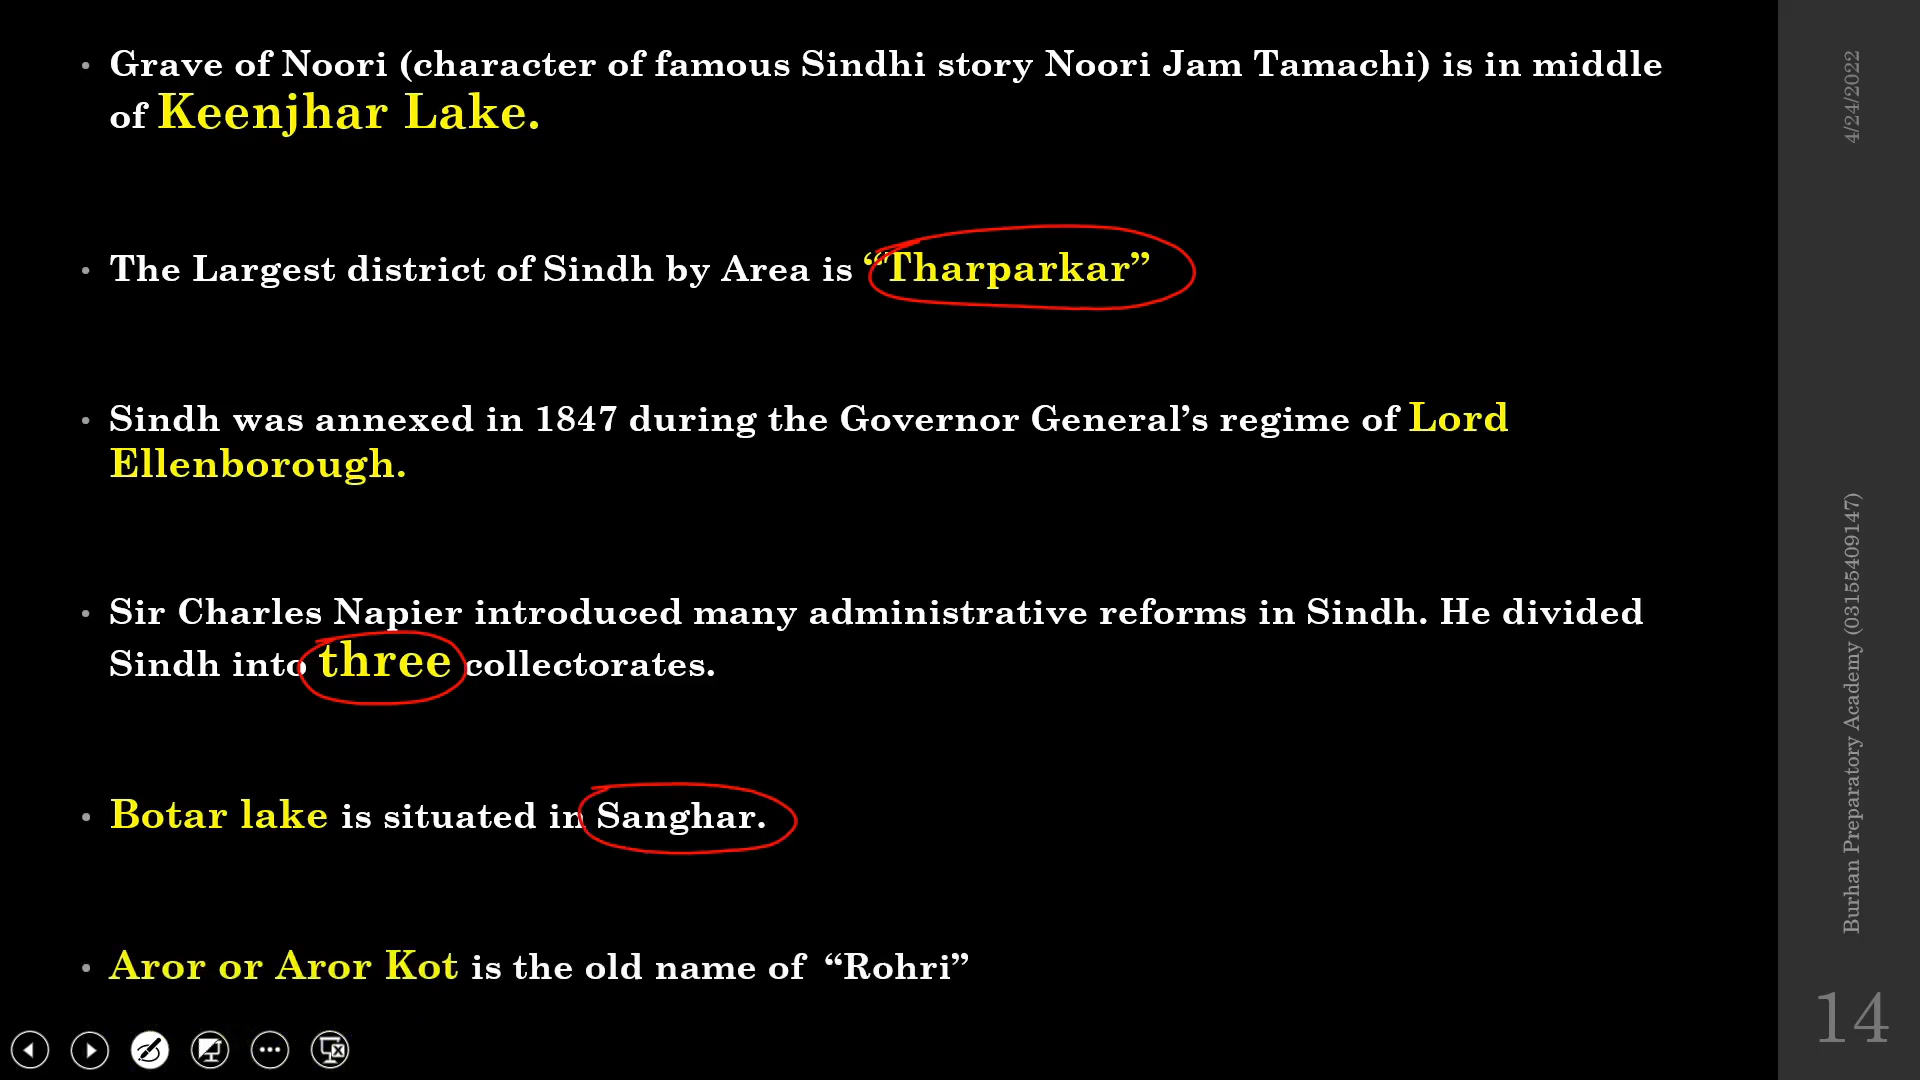 • Grave of Noori (character of famous Sindhi story Noori Jam Tamachi) is in middle
of Keenjhar Lake.
• The Largest district of Sindh by Area is “Tharparkar”
• Sindh was annexed in 1847 during the Governor General’s regime of Lord
Ellenborough.
• Sir Charles Napier introduced many administrative reforms in Sindh. He divided
Sindh into three collectorates.
• Botar lake is situated in Sanghar.
• Aror or Aror Kot is the old name of “Rohri”
4/24/2022
Burhan Preparatory Academy (03155409147)
14